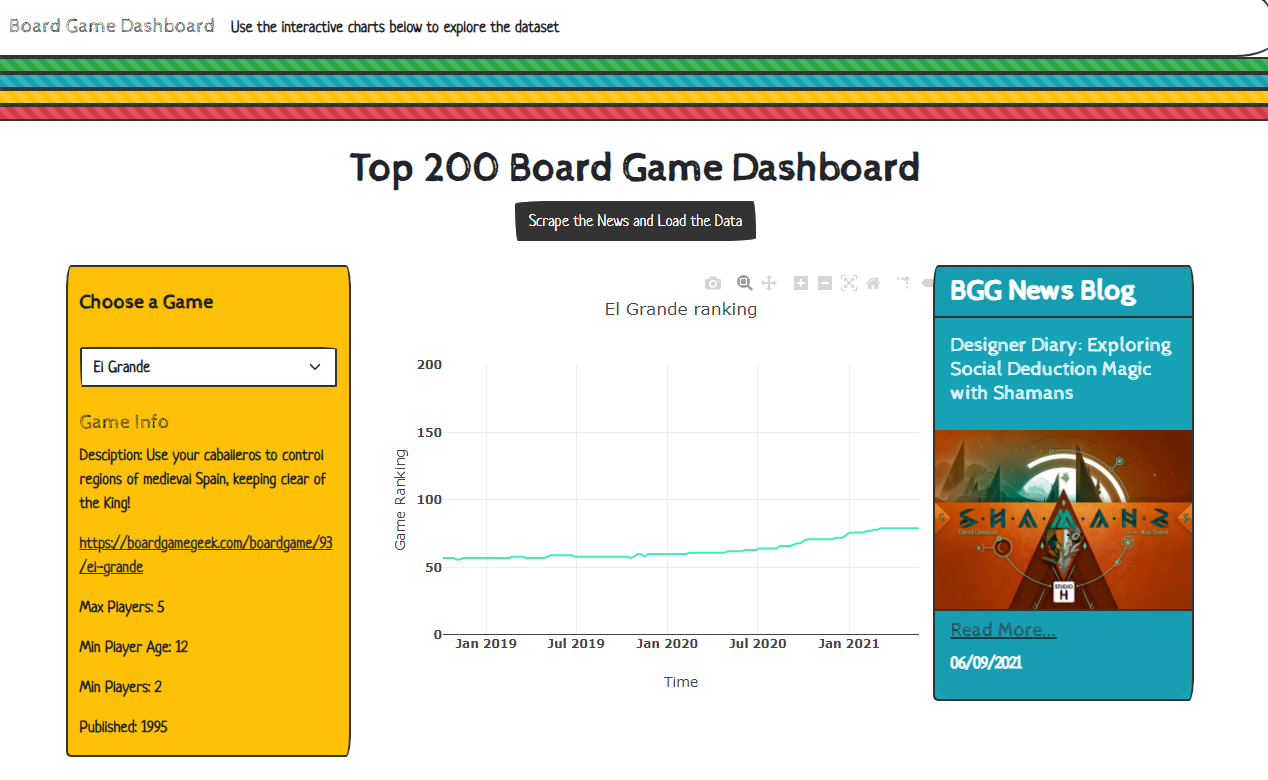 Board Game Dashboard Use the interactive charts below to explore the dataset
Top 200 Board Game Dashboard
Scrape the News and Load the Data
Choose a Game
El Grande
Game Info
Desciption: Use your caballeros to control
regions of medieval Spain, keeping clear of
the King!
https://boardgamegeek.com/boardgame/93
/el-grande
Max Players: 5
Min Player Age: 12
Min Players: 2
Published: 1995
El Grande ranking
200
150
100
50
0
Game Ranking
Jan 2019 Jul 2019 Jan 2020 Jul 2020 Jan 2021
Time
BGG News Blog
Designer Diary: Exploring
Social Deduction Magic
with Shamans
SHAMANS
STUDIO
H
Read More...
06/09/2021